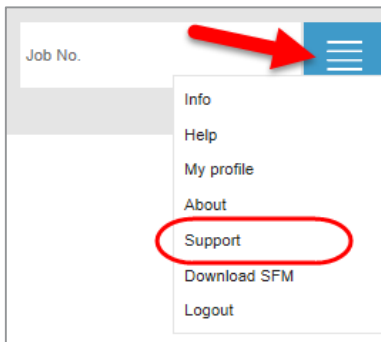 Job No.
Info
Help
My profile
About
Support
Download SFM
Logout